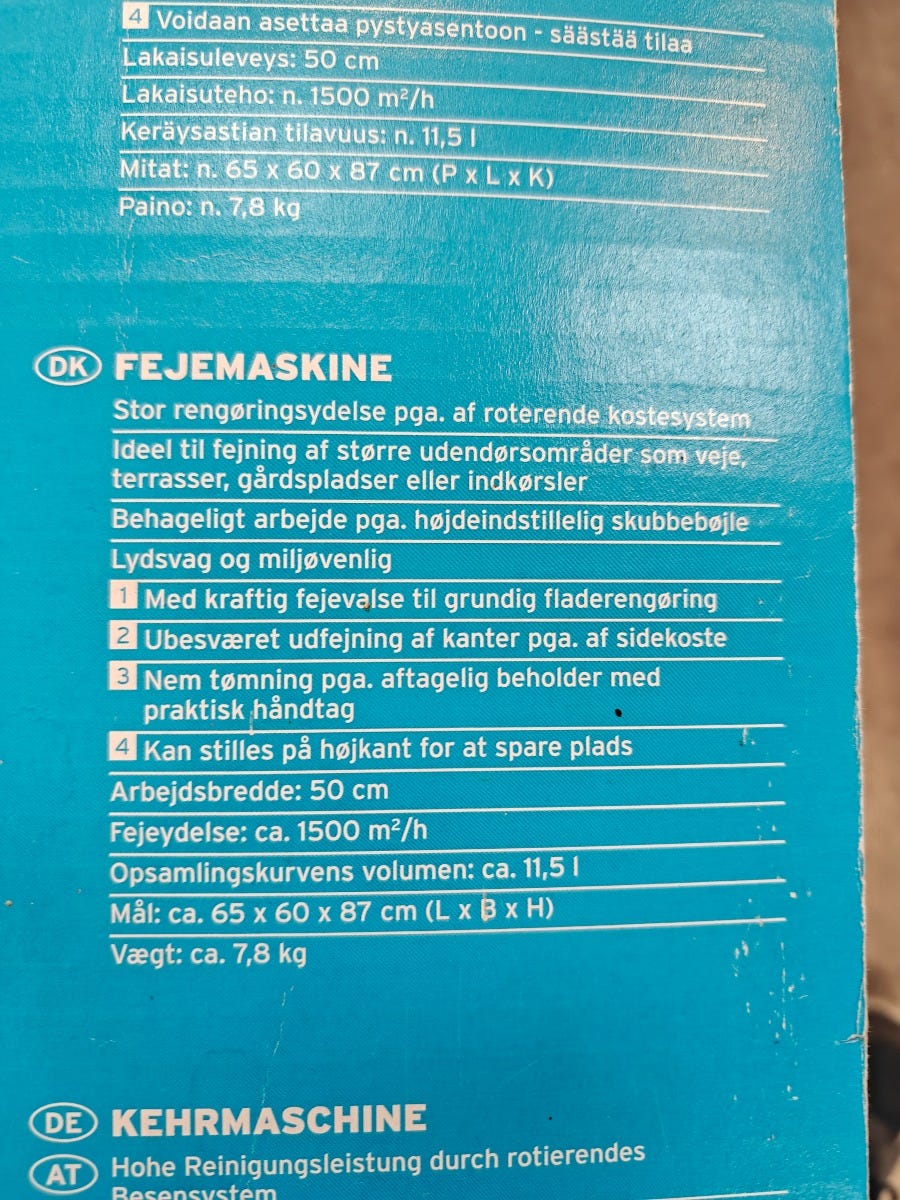 4 Voidaan asettaa pystyasentoon - säästää tilaa
Lakaisuleveys: 50 cm
Lakaisuteho: n. 1500 m²/h
Keräysastian tilavuus: n. 11,5 l
Mitat: n. 65 x 60 x 87 cm (P x L x K)
Paino: n. 7,8 kg
DK FEJEMASKINE
Stor rengøringsydelse pga. af roterende kostesystem
Ideel til fejning af større udendørsområder som veje,
terrasser, gårdspladser eller indkørsler
Behageligt arbejde pga. højdeindstillelig skubbebøjle
Lydsvag og miljøvenlig
1 Med kraftig fejevalse til grundig fladerengøring
2 Ubesværet udfejning af kanter pga. af sidekoste
3 Nem tømning pga. aftagelig beholder med
praktisk håndtag
4 Kan stilles på højkant for at spare plads
Arbejdsbredde: 50 cm
Fejeydelse: ca. 1500 m²/h
Opsamlingskurvens volumen: ca. 11,5 l
Mål: ca. 65 x 60 x 87 cm (L x B x H)
Vægt: ca. 7,8 kg
DE KEHRMASCHINE
AT Hohe Reinigungsleistung durch rotierendes
Besensystem